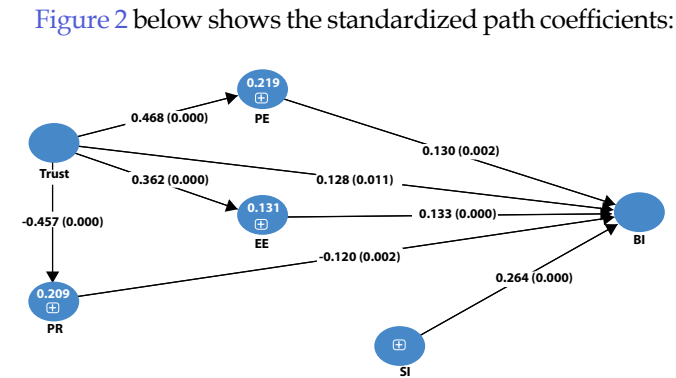 Figure 2 below shows the standardized path coefficients:
0.219
PE
0.468 (0.000)
0.130 (0.002)
Trust
0.362 (0.000)
0.128 (0.011)
0.131
EE
0.133 (0.000)
BI
-0.457 (0.000)
-0.120 (0.002)
0.264 (0.000)
0.209
PR
SI